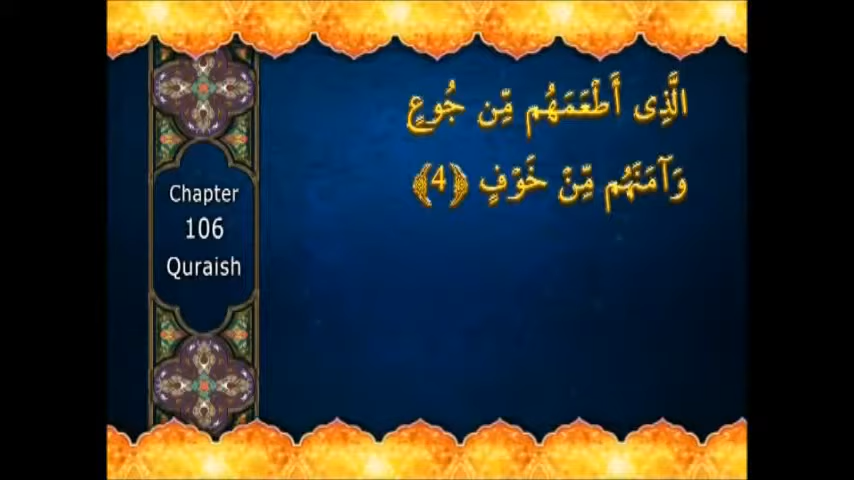 الَّذِى أَطْعَمَهُم مِّن جُوعٍ
وَآمَنَهُم مِّنْ خَوْفٍ ﴿4﴾
Chapter
106
Quraish